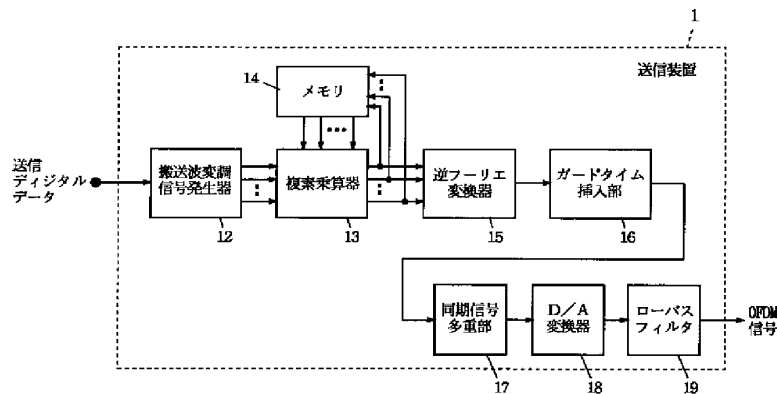 1
送信装置
14
メモリ
送信
ディジタル
データ
搬送波変調
信号発生器
複素乗算器
逆フーリエ
変換器
ガードタイム
挿入部
12
13
15
16
同期信号
多重部
D/A
変換器
ローパス
フィルタ
OFDM
信号
17
18
19